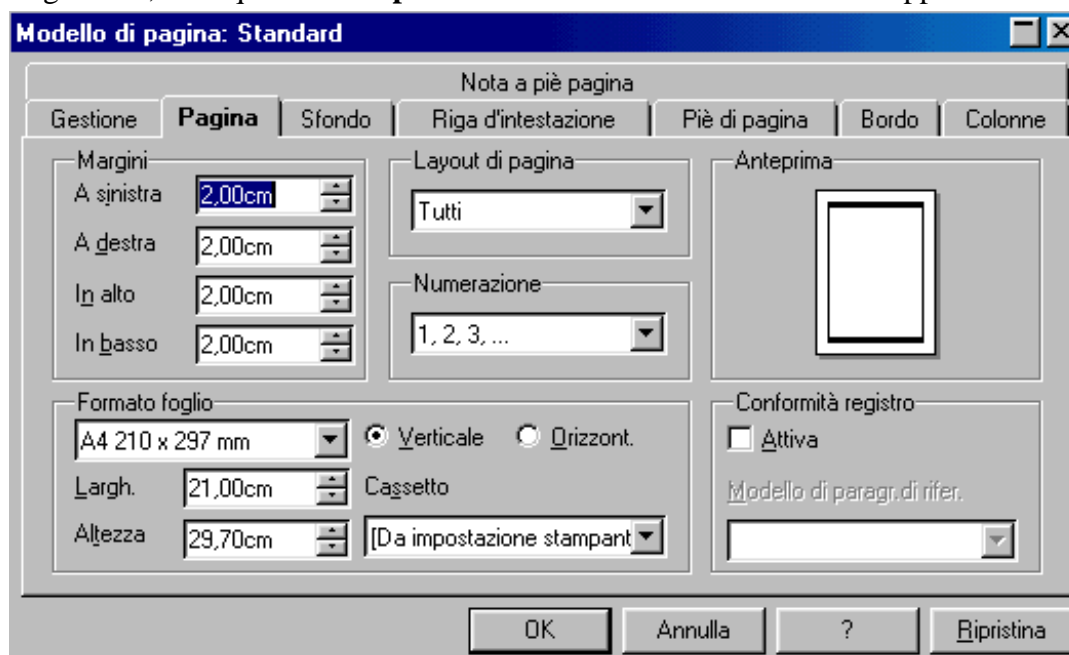 Modello di pagina: Standard
Nota a piè pagina
Gestione Pagina Sfondo Riga d'intestazione Piè di pagina Bordo Colonne
Margini
A sinistra 2,00cm
A destra 2,00cm
In alto 2,00cm
In basso 2,00cm
Layout di pagina
Tutti
Numerazione
1, 2, 3, ...
Anteprima
Formato foglio
A4 210 x 297 mm Verticale Orizzont.
Largh. 21,00cm Cassetto
Altezza 29,70cm [Da impostazione stampant
Conformità registro
Attiva
Modello di paragr.di rifer.
OK Annulla ? Ripristina